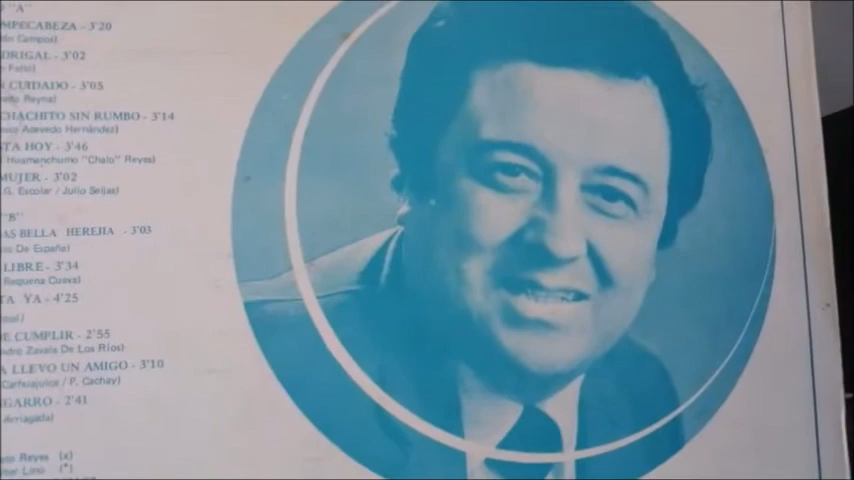 "A"
MPECABEZA - 3'20
Campos)
DRIGAL - 3'02
CUIDADO - 3'05
Reyna)
CHACHITO SIN RUMBO - 3'14
Acevedo Hernández)
STA HOY - 3'46
Huamanchumo "Chalo" Reyes)
MUJER - 3'02
G. Escolar / Julio Seijas)
"B"
AS BELLA HEREJIA - 3'03
De España)
LIBRE - 3'34
Requena Cueva)
TA YA - 4'25
E CUMPLIR - 2'55
Zavala De Los Ríos)
A LLEVO UN AMIGO - 3'10
Carhuajulca / P. Cachay)
GARRO - 2'41
Arriagada)
Reyes (x)
Lino (*)